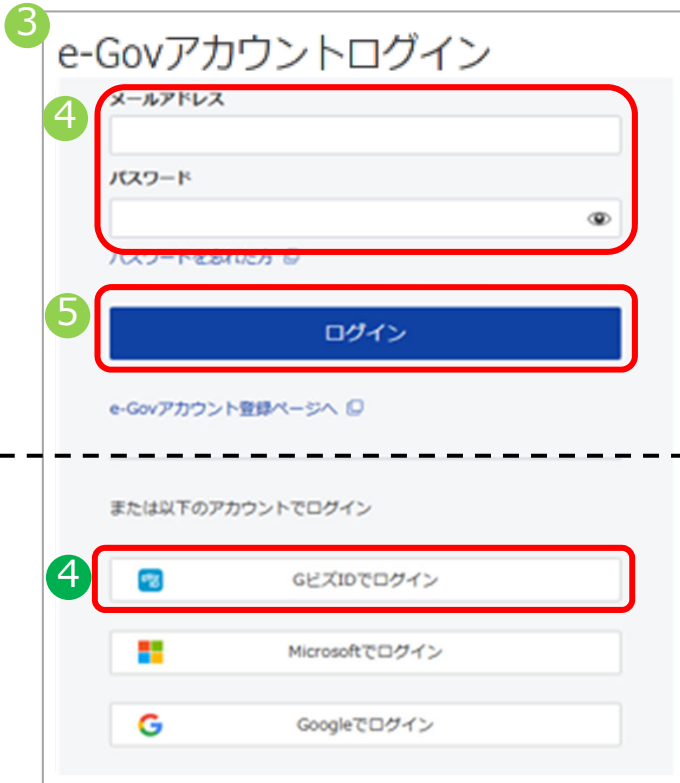 3
e-Govアカウントログイン
4
メールアドレス
パスワード
パスワードを忘れた方
5
ログイン
e-Govアカウント登録ページへ
または以下のアカウントでログイン
4
GビズIDでログイン
Microsoftでログイン
Googleでログイン